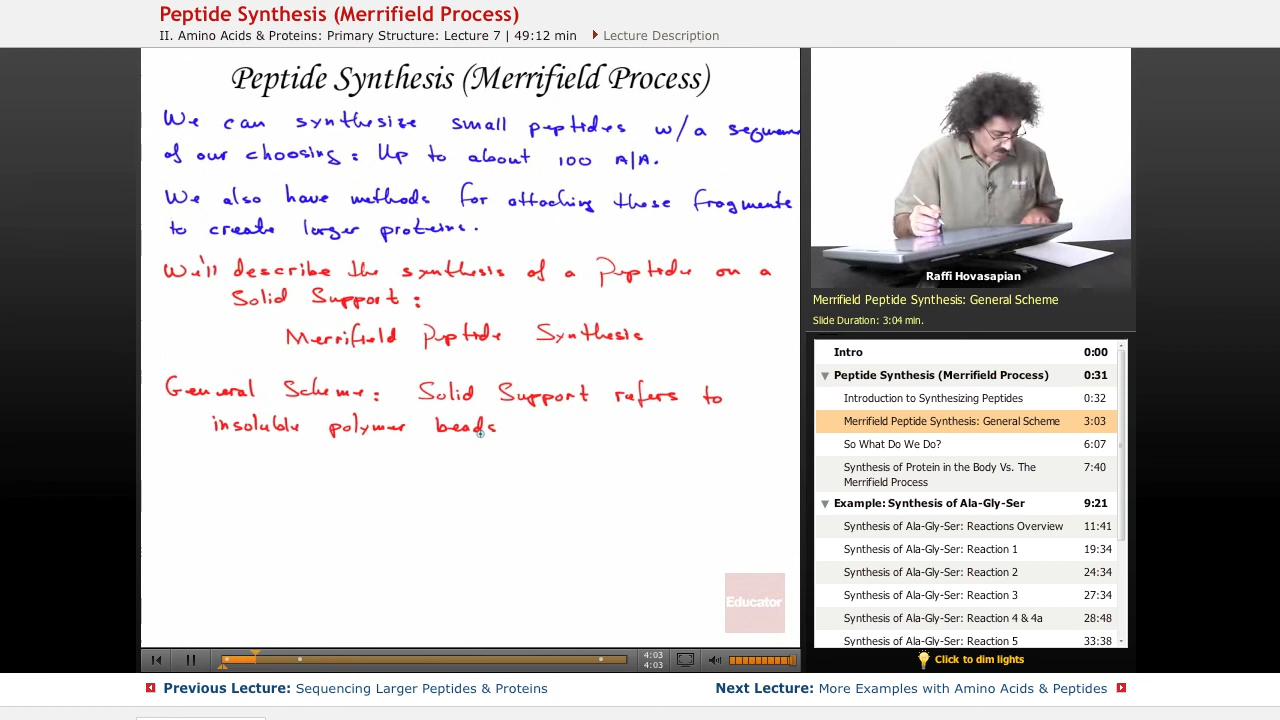 Peptide Synthesis (Merrifield Process)
II. Amino Acids & Proteins: Primary Structure: Lecture 7 | 49:12 min
Lecture Description
Peptide Synthesis (Merrifield Process)
We can synthesize small peptides w/a
of our choosing: Up to about 100 A/A.
We also have methods for attaching those fragments
to create larger proteins.
We'll describe the synthesis of a Peptide on a
Solid Support:
Merrifield Peptide Synthesis
General Scheme: Solid Support refers to
insoluble polymer beads
Educator
4:03
4:03
Raffi Hovasapian
Merrifield Peptide Synthesis: General Scheme
Slide Duration: 3:04 min.
Intro 0:00
Peptide Synthesis (Merrifield Process) 0:31
Introduction to Synthesizing Peptides 0:32
Merrifield Peptide Synthesis: General Scheme 3:03
So What Do We Do? 6:07
Synthesis of Protein in the Body Vs. The
Merrifield Process 7:40
Example: Synthesis of Ala-Gly-Ser 9:21
Synthesis of Ala-Gly-Ser: Reactions Overview 11:41
Synthesis of Ala-Gly-Ser: Reaction 1 19:34
Synthesis of Ala-Gly-Ser: Reaction 2 24:34
Synthesis of Ala-Gly-Ser: Reaction 3 27:34
Synthesis of Ala-Gly-Ser: Reaction 4 & 4a 28:48
Synthesis of Ala-Gly-Ser: Reaction 5 33:38
Click to dim lights
Previous Lecture: Sequencing Larger Peptides & Proteins
Next Lecture: More Examples with Amino Acids & Peptides